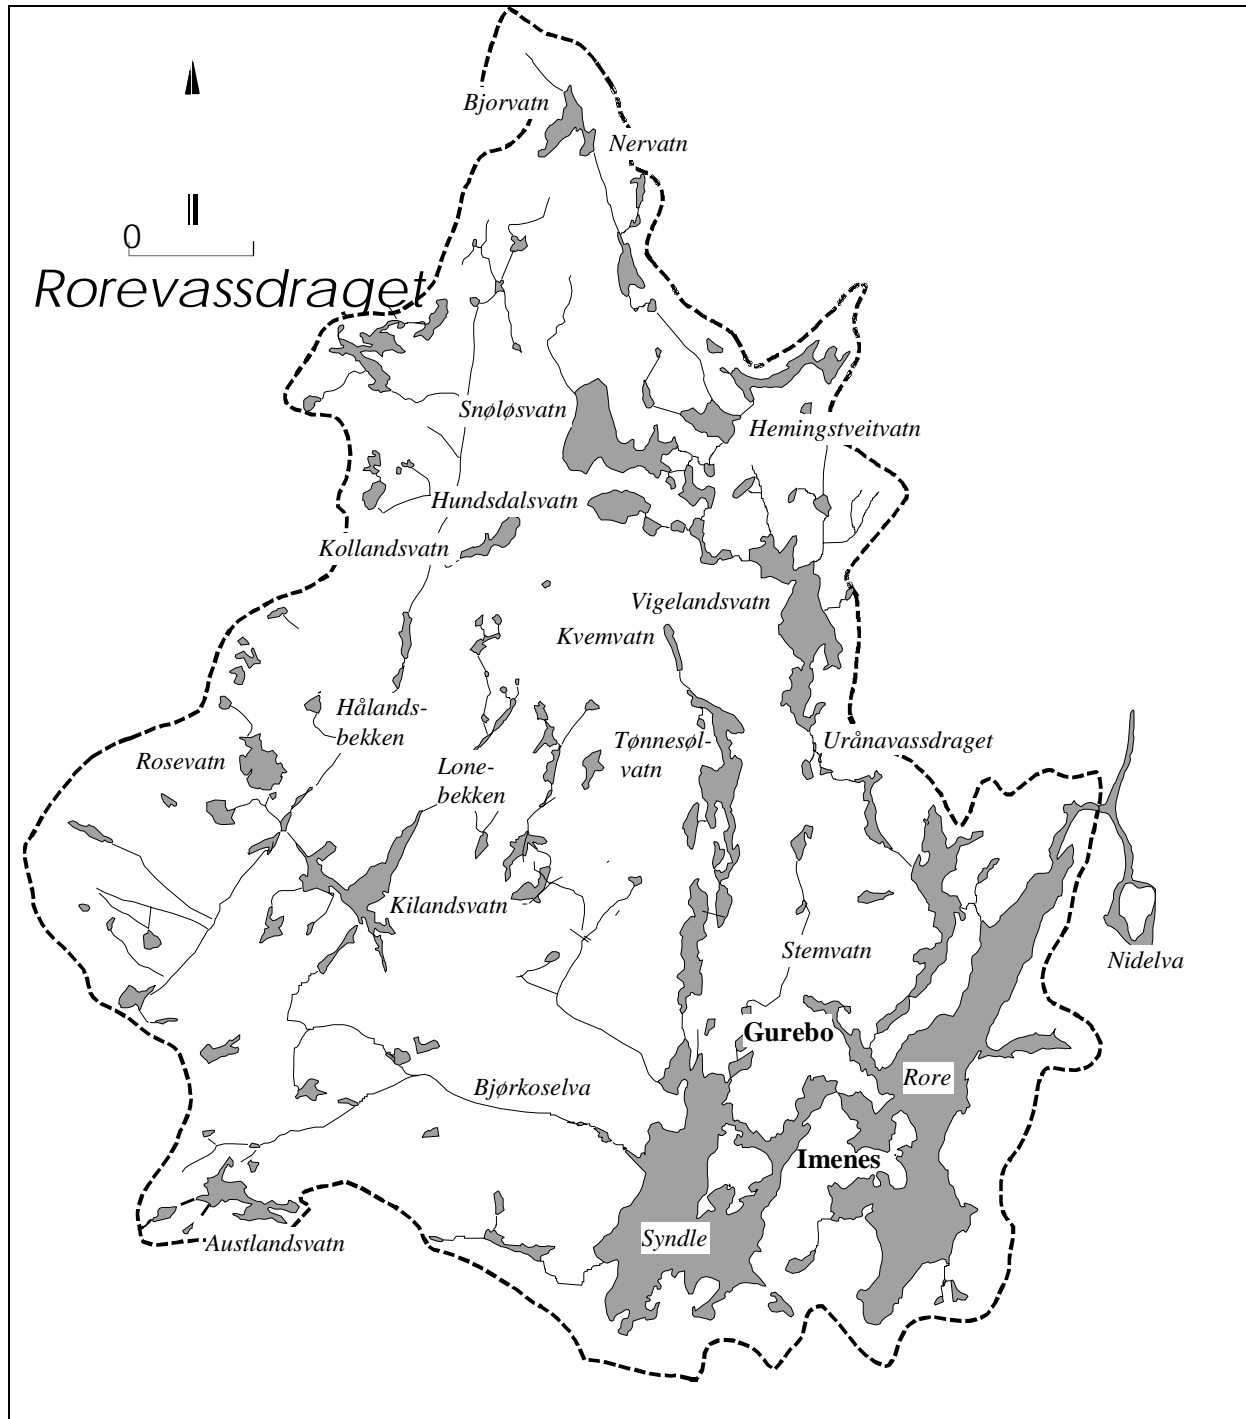 Bjorvatn
Nervatn
0
Rorevassdraget
Snøløsvatn
Hemingstveitvatn
Hundsdalsvatn
Kollandsvatn
Vigelandsvatn
Kvemvatn
Hålands-
bekken
Tønnesøl-
vatn
Urånavassdraget
Rosevatn
Lone-
bekken
Kilandsvatn
Stemvatn
Nidelva
Gurebo
Rore
Bjørkoselva
Imenes
Syndle
Austlandsvatn